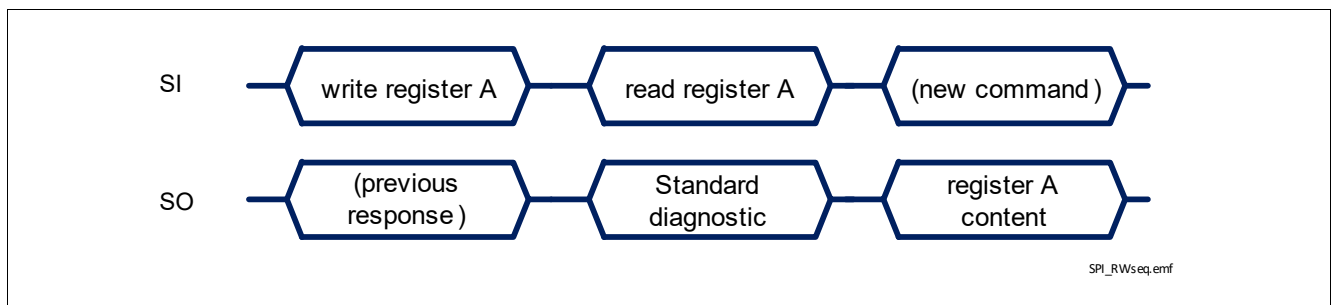 SI
write register A
read register A
(new command)
SO
(previous
response)
Standard
diagnostic
register A
content
SPI_RWseq.emf